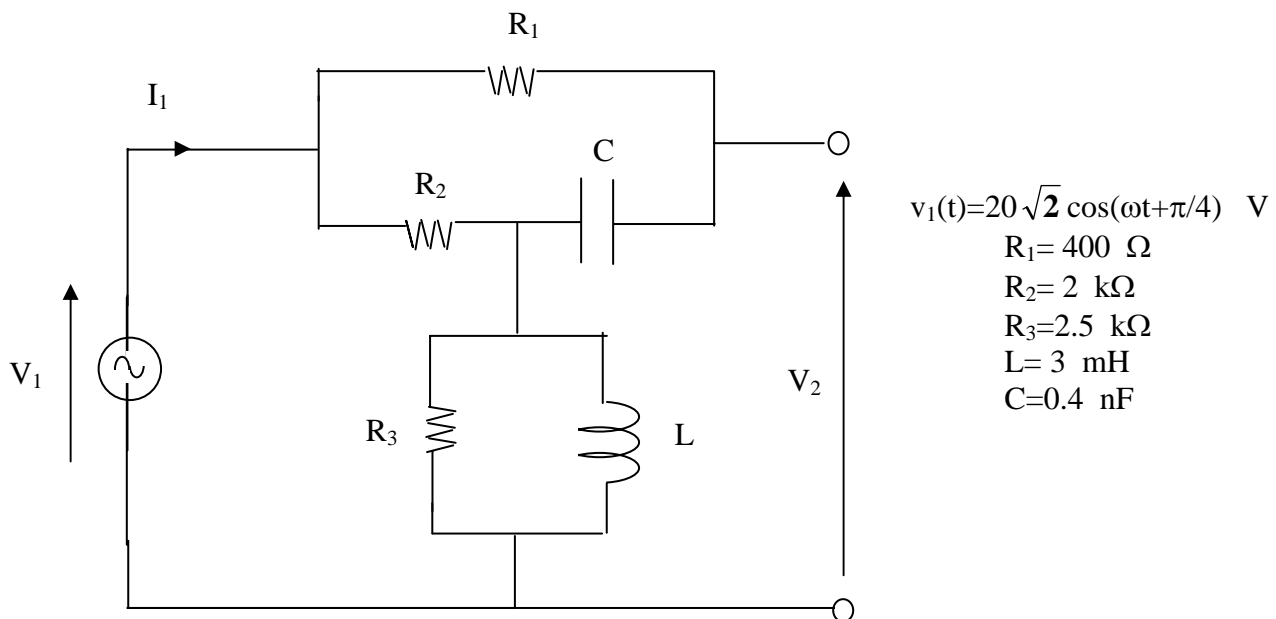 R₁
I₁
C
R₂
v₁(t)=20√2 cos(ωt+π/4) V
R₁= 400 Ω
R₂= 2 kΩ
R₃=2.5 kΩ
L= 3 mH
C=0.4 nF
V₁
V₂
R₃
L